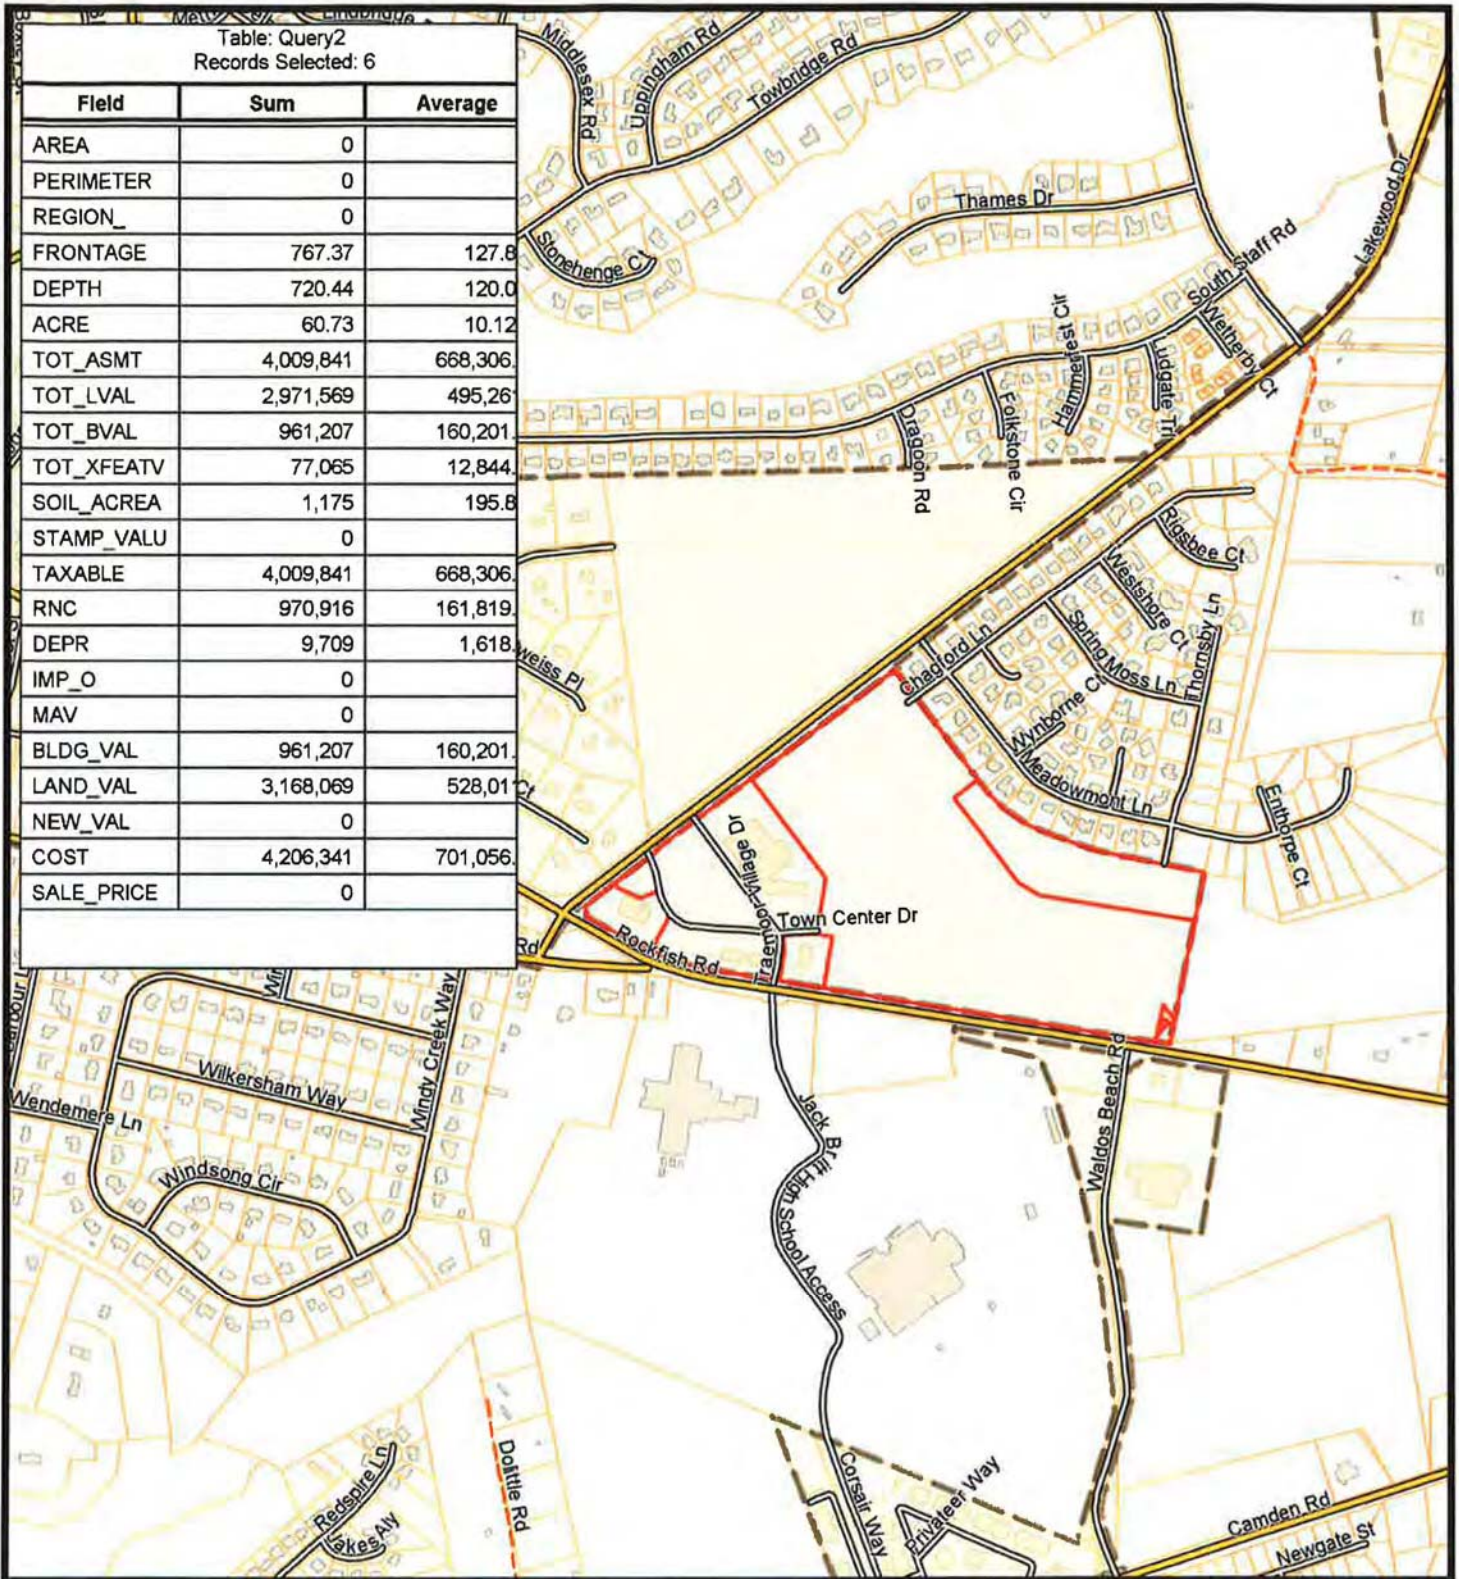 Table: Query2
Records Selected: 6
Field Sum Average
AREA 0
PERIMETER 0
REGION_ 0
FRONTAGE 767.37 127.8
DEPTH 720.44 120.0
ACRE 60.73 10.12
TOT_ASMT 4,009,841 668,306.
TOT_LVAL 2,971,569 495,26
TOT_BVAL 961,207 160,201.
TOT_XFEATV 77,065 12,844.
SOIL_ACREA 1,175 195.8
STAMP_VALU 0
TAXABLE 4,009,841 668,306.
RNC 970,916 161,819.
DEPR 9,709 1,618.
IMP_O 0
MAV 0
BLDG_VAL 961,207 160,201.
LAND_VAL 3,168,069 528,01
NEW_VAL 0
COST 4,206,341 701,056.
SALE_PRICE 0
Middlesex Rd
Uppingham Rd
Towbridge Rd
Thames Dr
Lakewood Dr
Stonehenge Ct
South Staff Rd
Wetherby Ct
Hammercrest Cir
Ludgate Trl
Folkstone Cir
Dragoon Rd
Rigsbee Ct
Westshore Ct
Thornsby Ln
Spring Moss Ln
Chagford Ln
Wynborne Ct
Meadowmont Ln
Enthorpe Ct
weiss Pl
Ct
Traemoor Village Dr
Town Center Dr
Rockfish Rd
Rd
Windy Creek Way
Wilkersham Way
Wendemere Ln
Windsong Cir
Jack Britt High School Access
Waldos Beach Rd
Dolittle Rd
Redspire Ln
Jakes Aly
Corsair Way
Privateer Way
Camden Rd
Newgate St